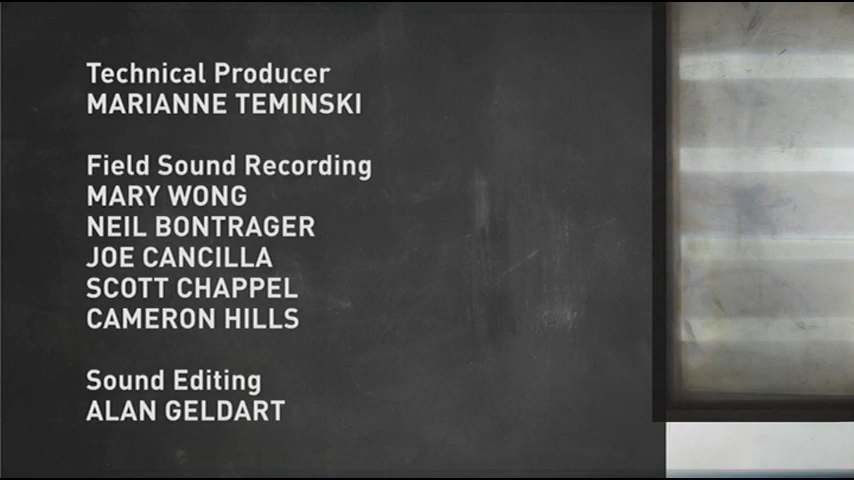 Technical Producer
MARIANNE TEMINSKI
Field Sound Recording
MARY WONG
NEIL BONTRAGER
JOE CANCILLA
SCOTT CHAPPEL
CAMERON HILLS
Sound Editing
ALAN GELDART